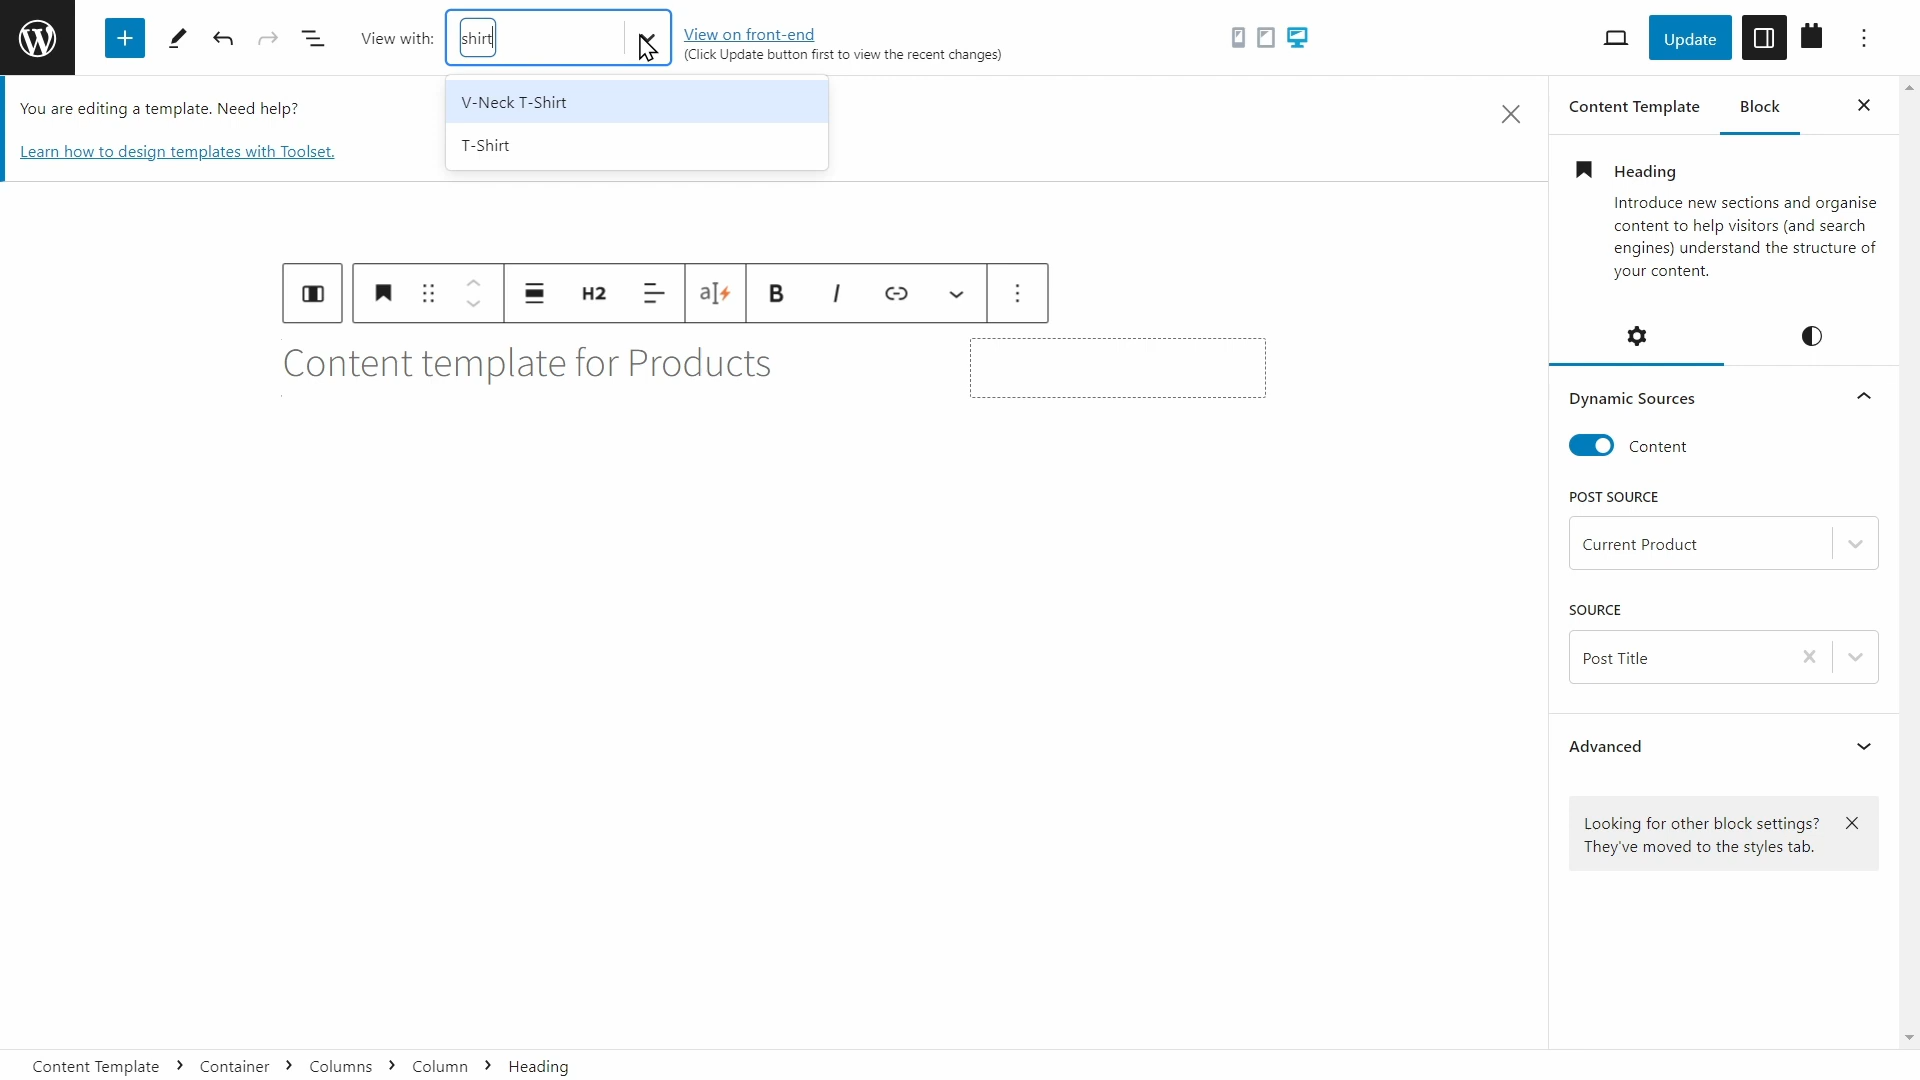 View with:
shirt
View on front-end
(Click Update button first to view the recent changes)
Update
You are editing a template. Need help?
Learn how to design templates with Toolset.
V-Neck T-Shirt
T-Shirt
Content Template
Block
Heading
Introduce new sections and organise
content to help visitors (and search
engines) understand the structure of
your content.
H2
a
B
I
Content template for Products
Dynamic Sources
Content
POST SOURCE
Current Product
SOURCE
Post Title
Advanced
Looking for other block settings?
They've moved to the styles tab.
Content Template > Container > Columns > Column > Heading